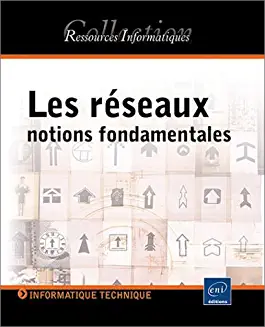 Collection
Ressources Informatiques
Les réseaux
notions fondamentales
INFORMATIQUE TECHNIQUE
eni
éditions